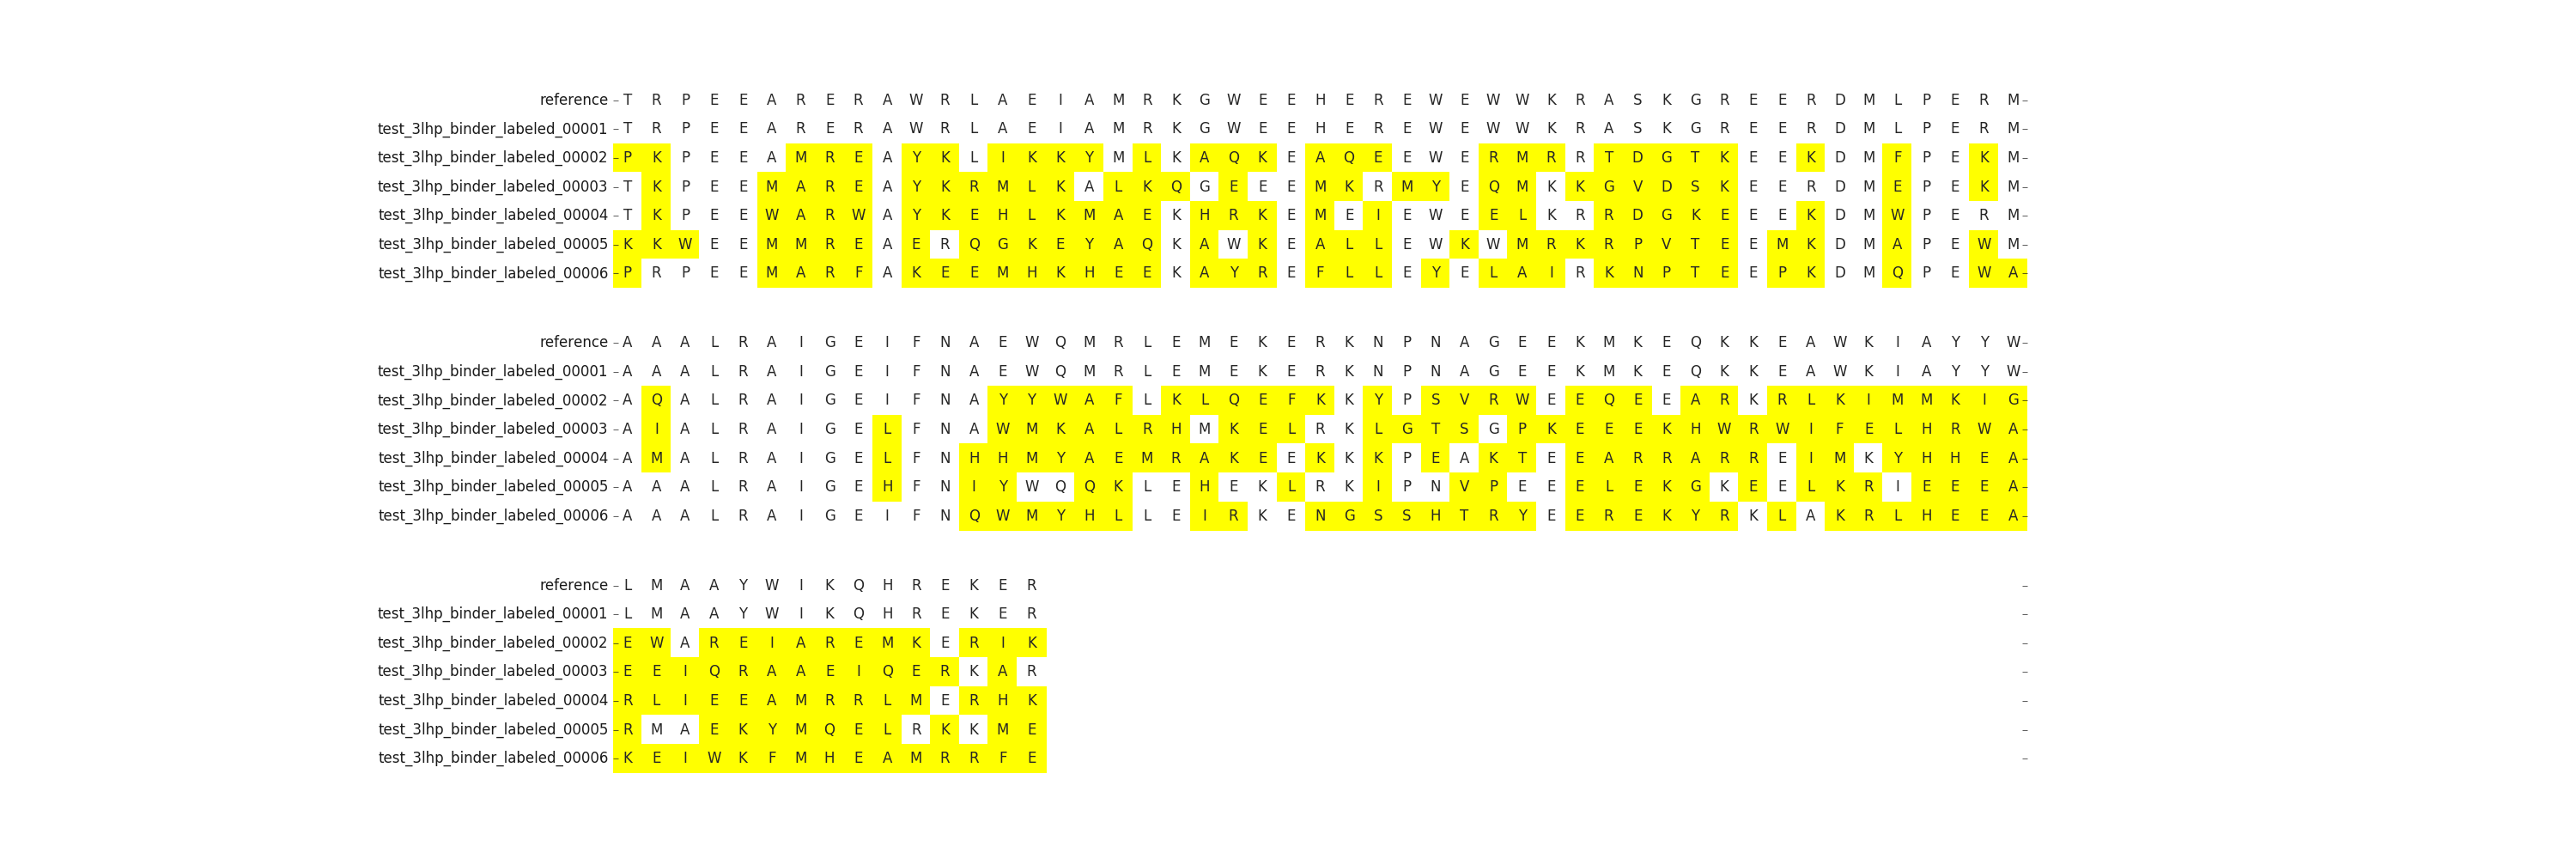 reference - T R P E E A R E R A W R L A E I A M R K G W E E H E R E W E W W K R A S K G R E E R D M L P E R M -
test_3lhp_binder_labeled_00001 - T R P E E A R E R A W R L A E I A M R K G W E E H E R E W E W W K R A S K G R E E R D M L P E R M -
test_3lhp_binder_labeled_00002 - P K P E E A M R E A Y K L I K K Y M L K A Q K E A Q E E W E R M R R T D G T K E E K D M F P E K M -
test_3lhp_binder_labeled_00003 - T K P E E M A R E A Y K R M L K A L K Q G E E E M K R M Y E Q M K K G V D S K E E R D M E P E K M -
test_3lhp_binder_labeled_00004 - T K P E E W A R W A Y K E H L K M A E K H R K E M E I E W E E L K R R D G K E E E K D M W P E R M -
test_3lhp_binder_labeled_00005 - K K W E E M M R E A E R Q G K E Y A Q K A W K E A L L E W K W M R K R P V T E E M K D M A P E W M -
test_3lhp_binder_labeled_00006 - P R P E E M A R F A K E E M H K H E E K A Y R E F L L E Y E L A I R K N P T E E P K D M Q P E W A -
reference - A A A L R A I G E I F N A E W Q M R L E M E K E R K N P N A G E E K M K E Q K K E A W K I A Y Y W -
test_3lhp_binder_labeled_00001 - A A A L R A I G E I F N A E W Q M R L E M E K E R K N P N A G E E K M K E Q K K E A W K I A Y Y W -
test_3lhp_binder_labeled_00002 - A Q A L R A I G E I F N A Y Y W A F L K L Q E F K K Y P S V R W E E Q E E A R K R L K I M M K I G -
test_3lhp_binder_labeled_00003 - A I A L R A I G E L F N A W M K A L R H M K E L R K L G T S G P K E E E K H W R W I F E L H R W A -
test_3lhp_binder_labeled_00004 - A M A L R A I G E L F N H H M Y A E M R A K E E K K K P E A K T E E A R R A R R E I M K Y H H E A -
test_3lhp_binder_labeled_00005 - A A A L R A I G E H F N I Y W Q Q K L E H E K L R K I P N V P E E E L E K G K E E L K R I E E E A -
test_3lhp_binder_labeled_00006 - A A A L R A I G E I F N Q W M Y H L L E I R K E N G S S H T R Y E E R E K Y R K L A K R L H E E A -
reference - L M A A Y W I K Q H R E K E R -
test_3lhp_binder_labeled_00001 - L M A A Y W I K Q H R E K E R -
test_3lhp_binder_labeled_00002 - E W A R E I A R E M K E R I K -
test_3lhp_binder_labeled_00003 - E E I Q R A A E I Q E R K A R -
test_3lhp_binder_labeled_00004 - R L I E E A M R R L M E R H K -
test_3lhp_binder_labeled_00005 - R M A E K Y M Q E L R K K M E -
test_3lhp_binder_labeled_00006 - K E I W K F M H E A M R R F E -